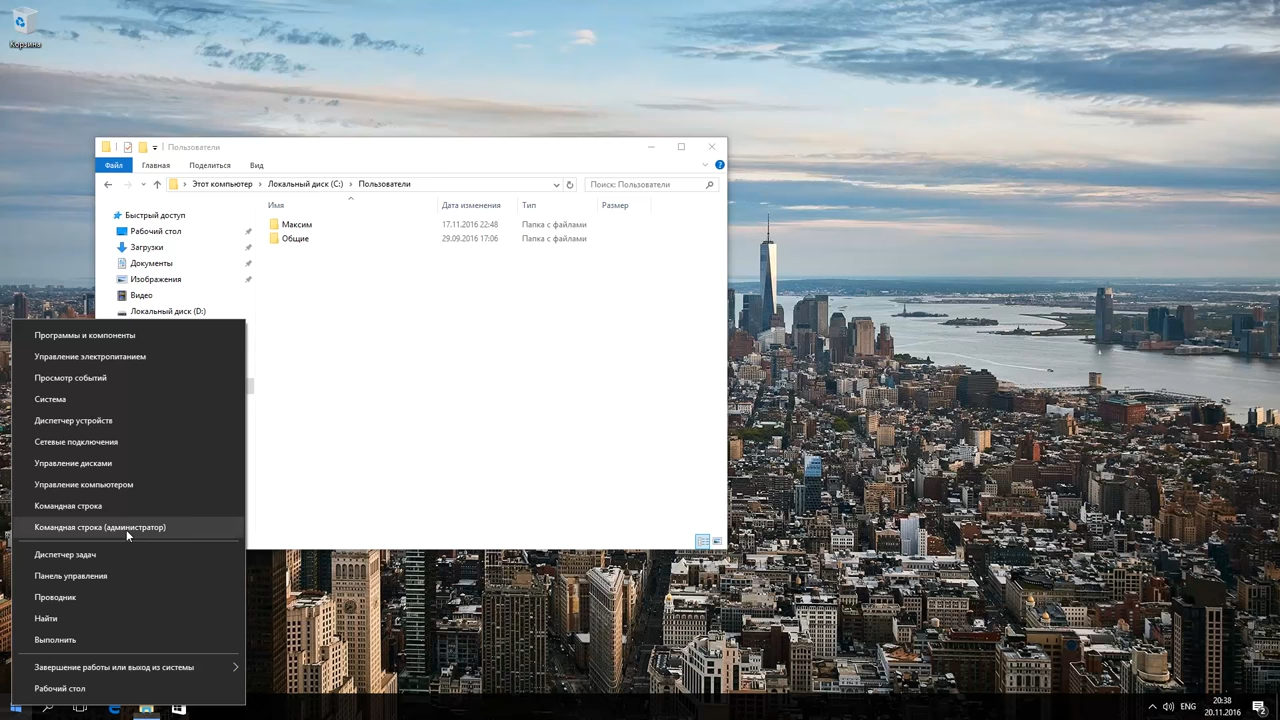 Корзина
Пользователи
Файл Главная Поделиться Вид
Этот компьютер Локальный диск (C:) Пользователи
Поиск: Пользователи
Имя Дата изменения Тип Размер
Быстрый доступ
Рабочий стол
Загрузки
Документы
Изображения
Видео
Локальный диск (D:)
Максим 17.11.2016 22:48 Папка с файлами
Общие 29.09.2016 17:06 Папка с файлами
Программы и компоненты
Управление электропитанием
Просмотр событий
Система
Диспетчер устройств
Сетевые подключения
Управление дисками
Управление компьютером
Командная строка
Командная строка (администратор)
Диспетчер задач
Панель управления
Проводник
Найти
Выполнить
Завершение работы или выход из системы
Рабочий стол
ENG
20:38
20.11.2016
2